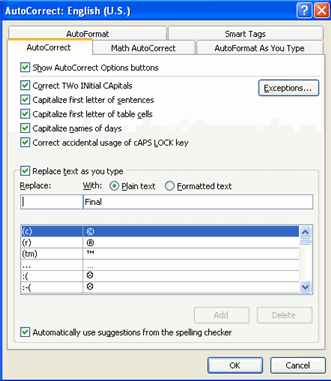 AutoCorrect: English (U.S.)
AutoFormat Smart Tags
AutoCorrect Math AutoCorrect AutoFormat As You Type
Show AutoCorrect Options buttons
Correct TWo INitial CApitals Exceptions...
Capitalize first letter of sentences
Capitalize first letter of table cells
Capitalize names of days
Correct accidental usage of cAPS LOCK key
Replace text as you type
Replace: With: Plain text Formatted text
Final
(c) ©
(r) ®
(tm) ™
... …
:( ☹
:-( ☹
Add Delete
Automatically use suggestions from the spelling checker
OK Cancel